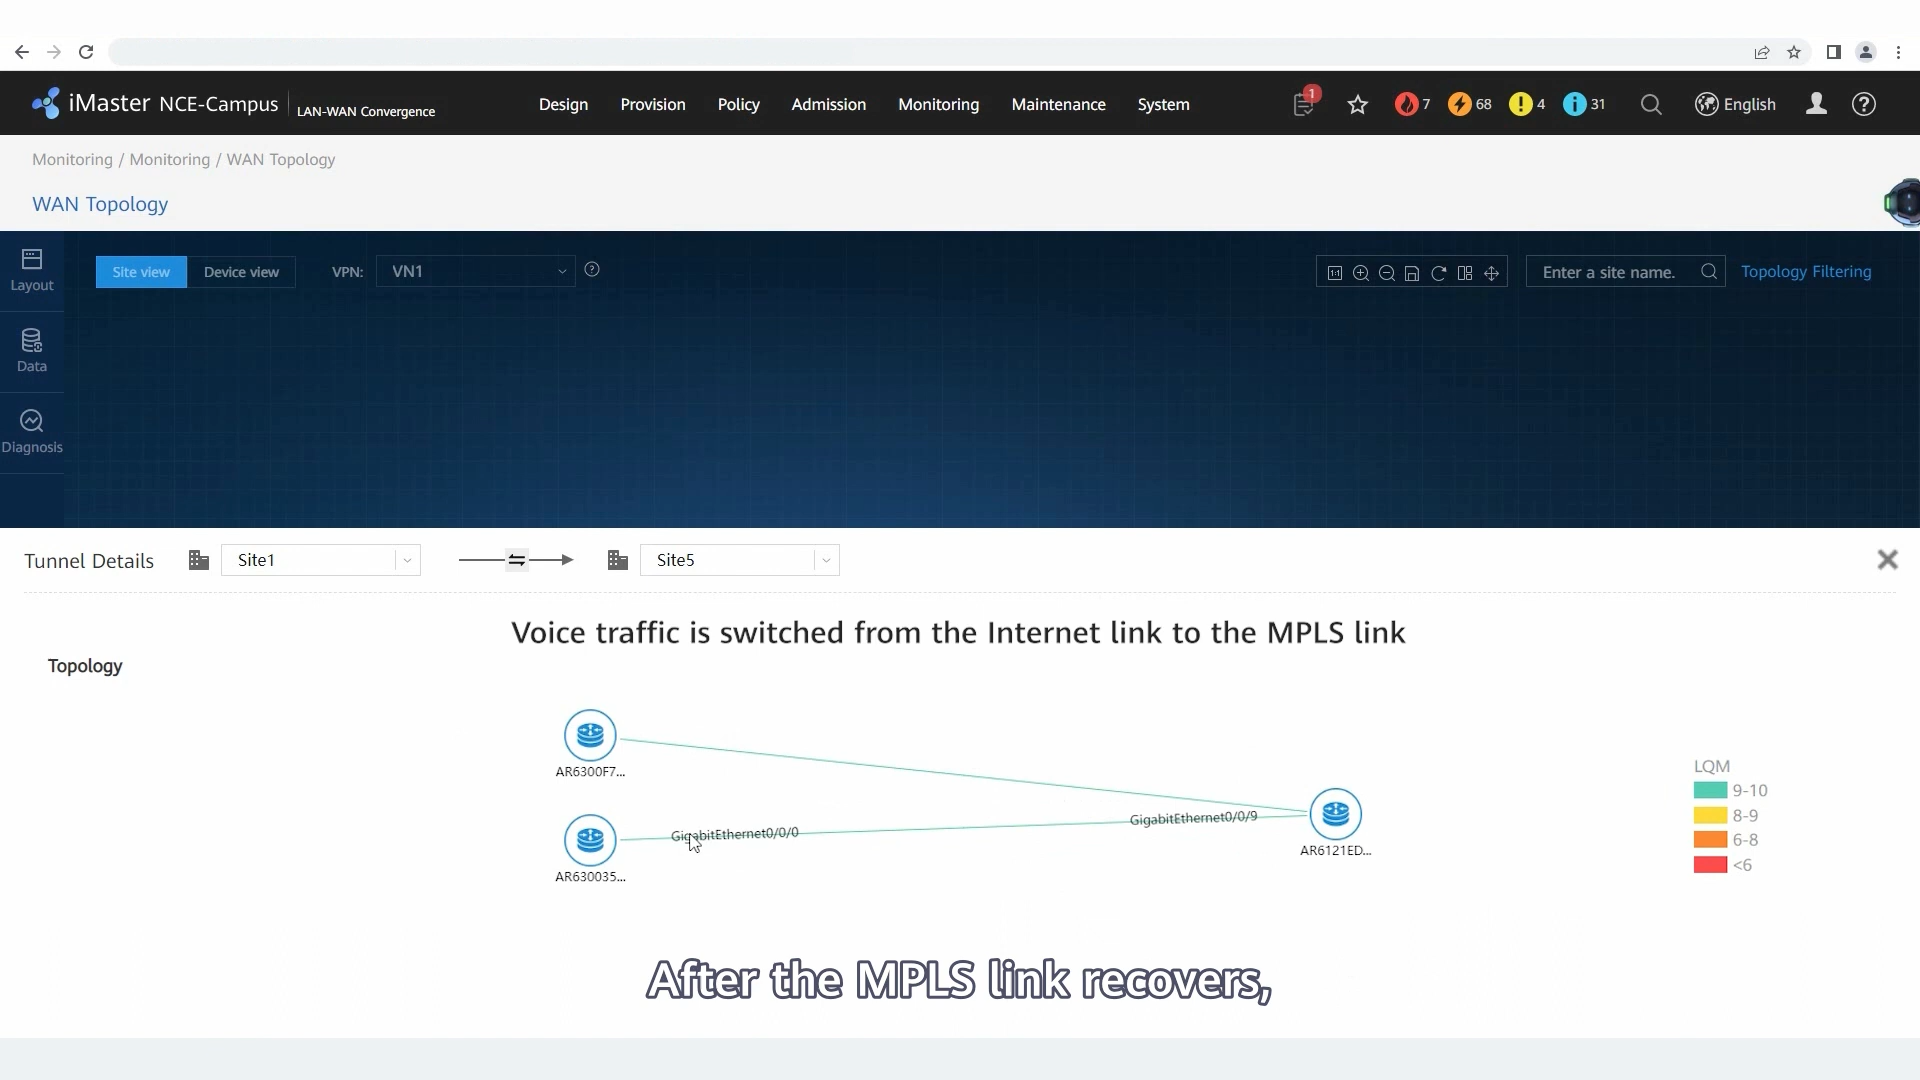 iMaster NCE-Campus
LAN-WAN Convergence
Design
Provision
Policy
Admission
Monitoring
Maintenance
System
1
7
68
4
31
English
Monitoring / Monitoring / WAN Topology
WAN Topology
Layout
Data
Diagnosis
Site view
Device view
VPN:
VN1
Enter a site name.
Topology Filtering
Tunnel Details
Site1
Site5
Voice traffic is switched from the Internet link to the MPLS link
Topology
AR6300F7...
GigabitEthernet0/0/0
GigabitEthernet0/0/9
AR630035...
AR6121ED...
LQM
9-10
8-9
6-8
<6
After the MPLS link recovers,